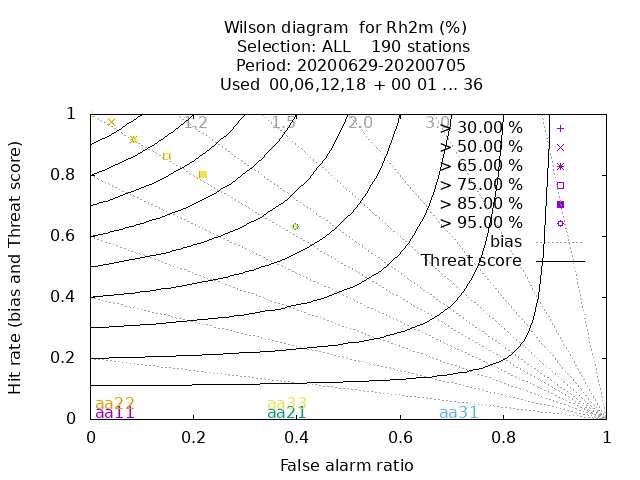 Wilson diagram  for Rh2m (%)
Selection: ALL    190 stations
Period: 20200629-20200705
Used  00,06,12,18  + 00 01 ... 36
Hit rate (bias and Threat score)
1
0.8
0.6
0.4
0.2
0
1.2
1.5
2.0
3.0
> 30.00 %
> 50.00 %
> 65.00 %
> 75.00 %
> 85.00 %
> 95.00 %
bias
Threat score
aa22
aa33
aa11
aa21
aa31
0
0.2
0.4
0.6
0.8
1
False alarm ratio